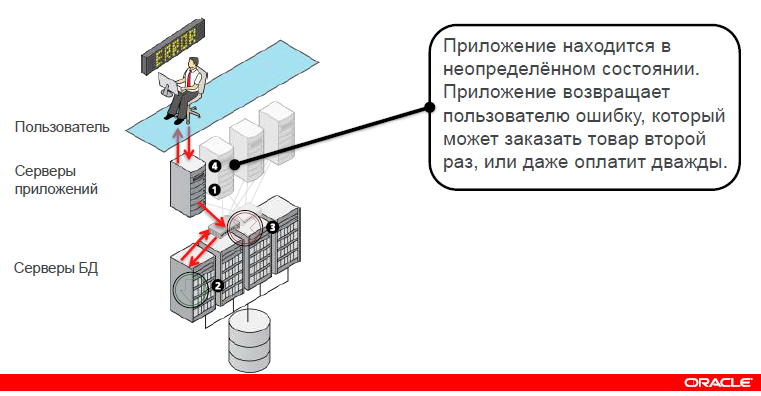 ERROR
Приложение находится в
неопределённом состоянии.
Приложение возвращает
пользователю ошибку, который
может заказать товар второй
раз, или даже оплатит дважды.
Пользователь
Серверы
приложений
4
1
3
Серверы БД
2
ORACLE